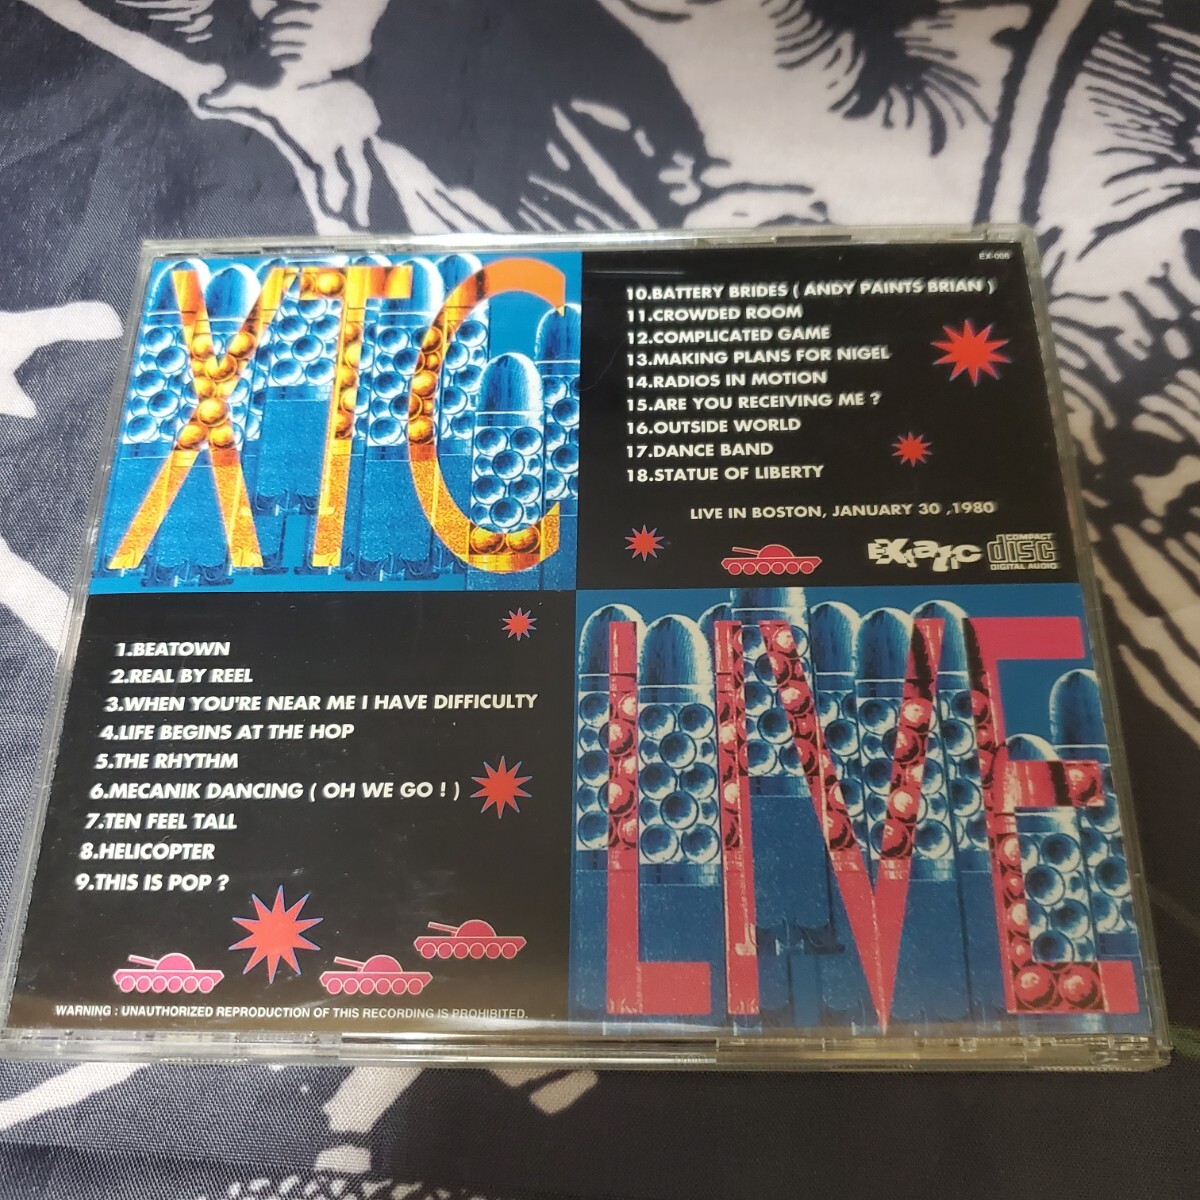 XTC
EX-006
10.BATTERY BRIDES ( ANDY PAINTS BRIAN )
11.CROWDED ROOM
12.COMPLICATED GAME
13.MAKING PLANS FOR NIGEL
14.RADIOS IN MOTION
15.ARE YOU RECEIVING ME ?
16.OUTSIDE WORLD
17.DANCE BAND
18.STATUE OF LIBERTY
LIVE IN BOSTON, JANUARY 30 ,1980
EXtatic
COMPACT
disc
DIGITAL AUDIO
1.BEATOWN
2.REAL BY REEL
3.WHEN YOU'RE NEAR ME I HAVE DIFFICULTY
4.LIFE BEGINS AT THE HOP
5.THE RHYTHM
6.MECANIK DANCING ( OH WE GO ! )
7.TEN FEEL TALL
8.HELICOPTER
9.THIS IS POP ?
WARNING : UNAUTHORIZED REPRODUCTION OF THIS RECORDING IS PROHIBITED.
LIVE